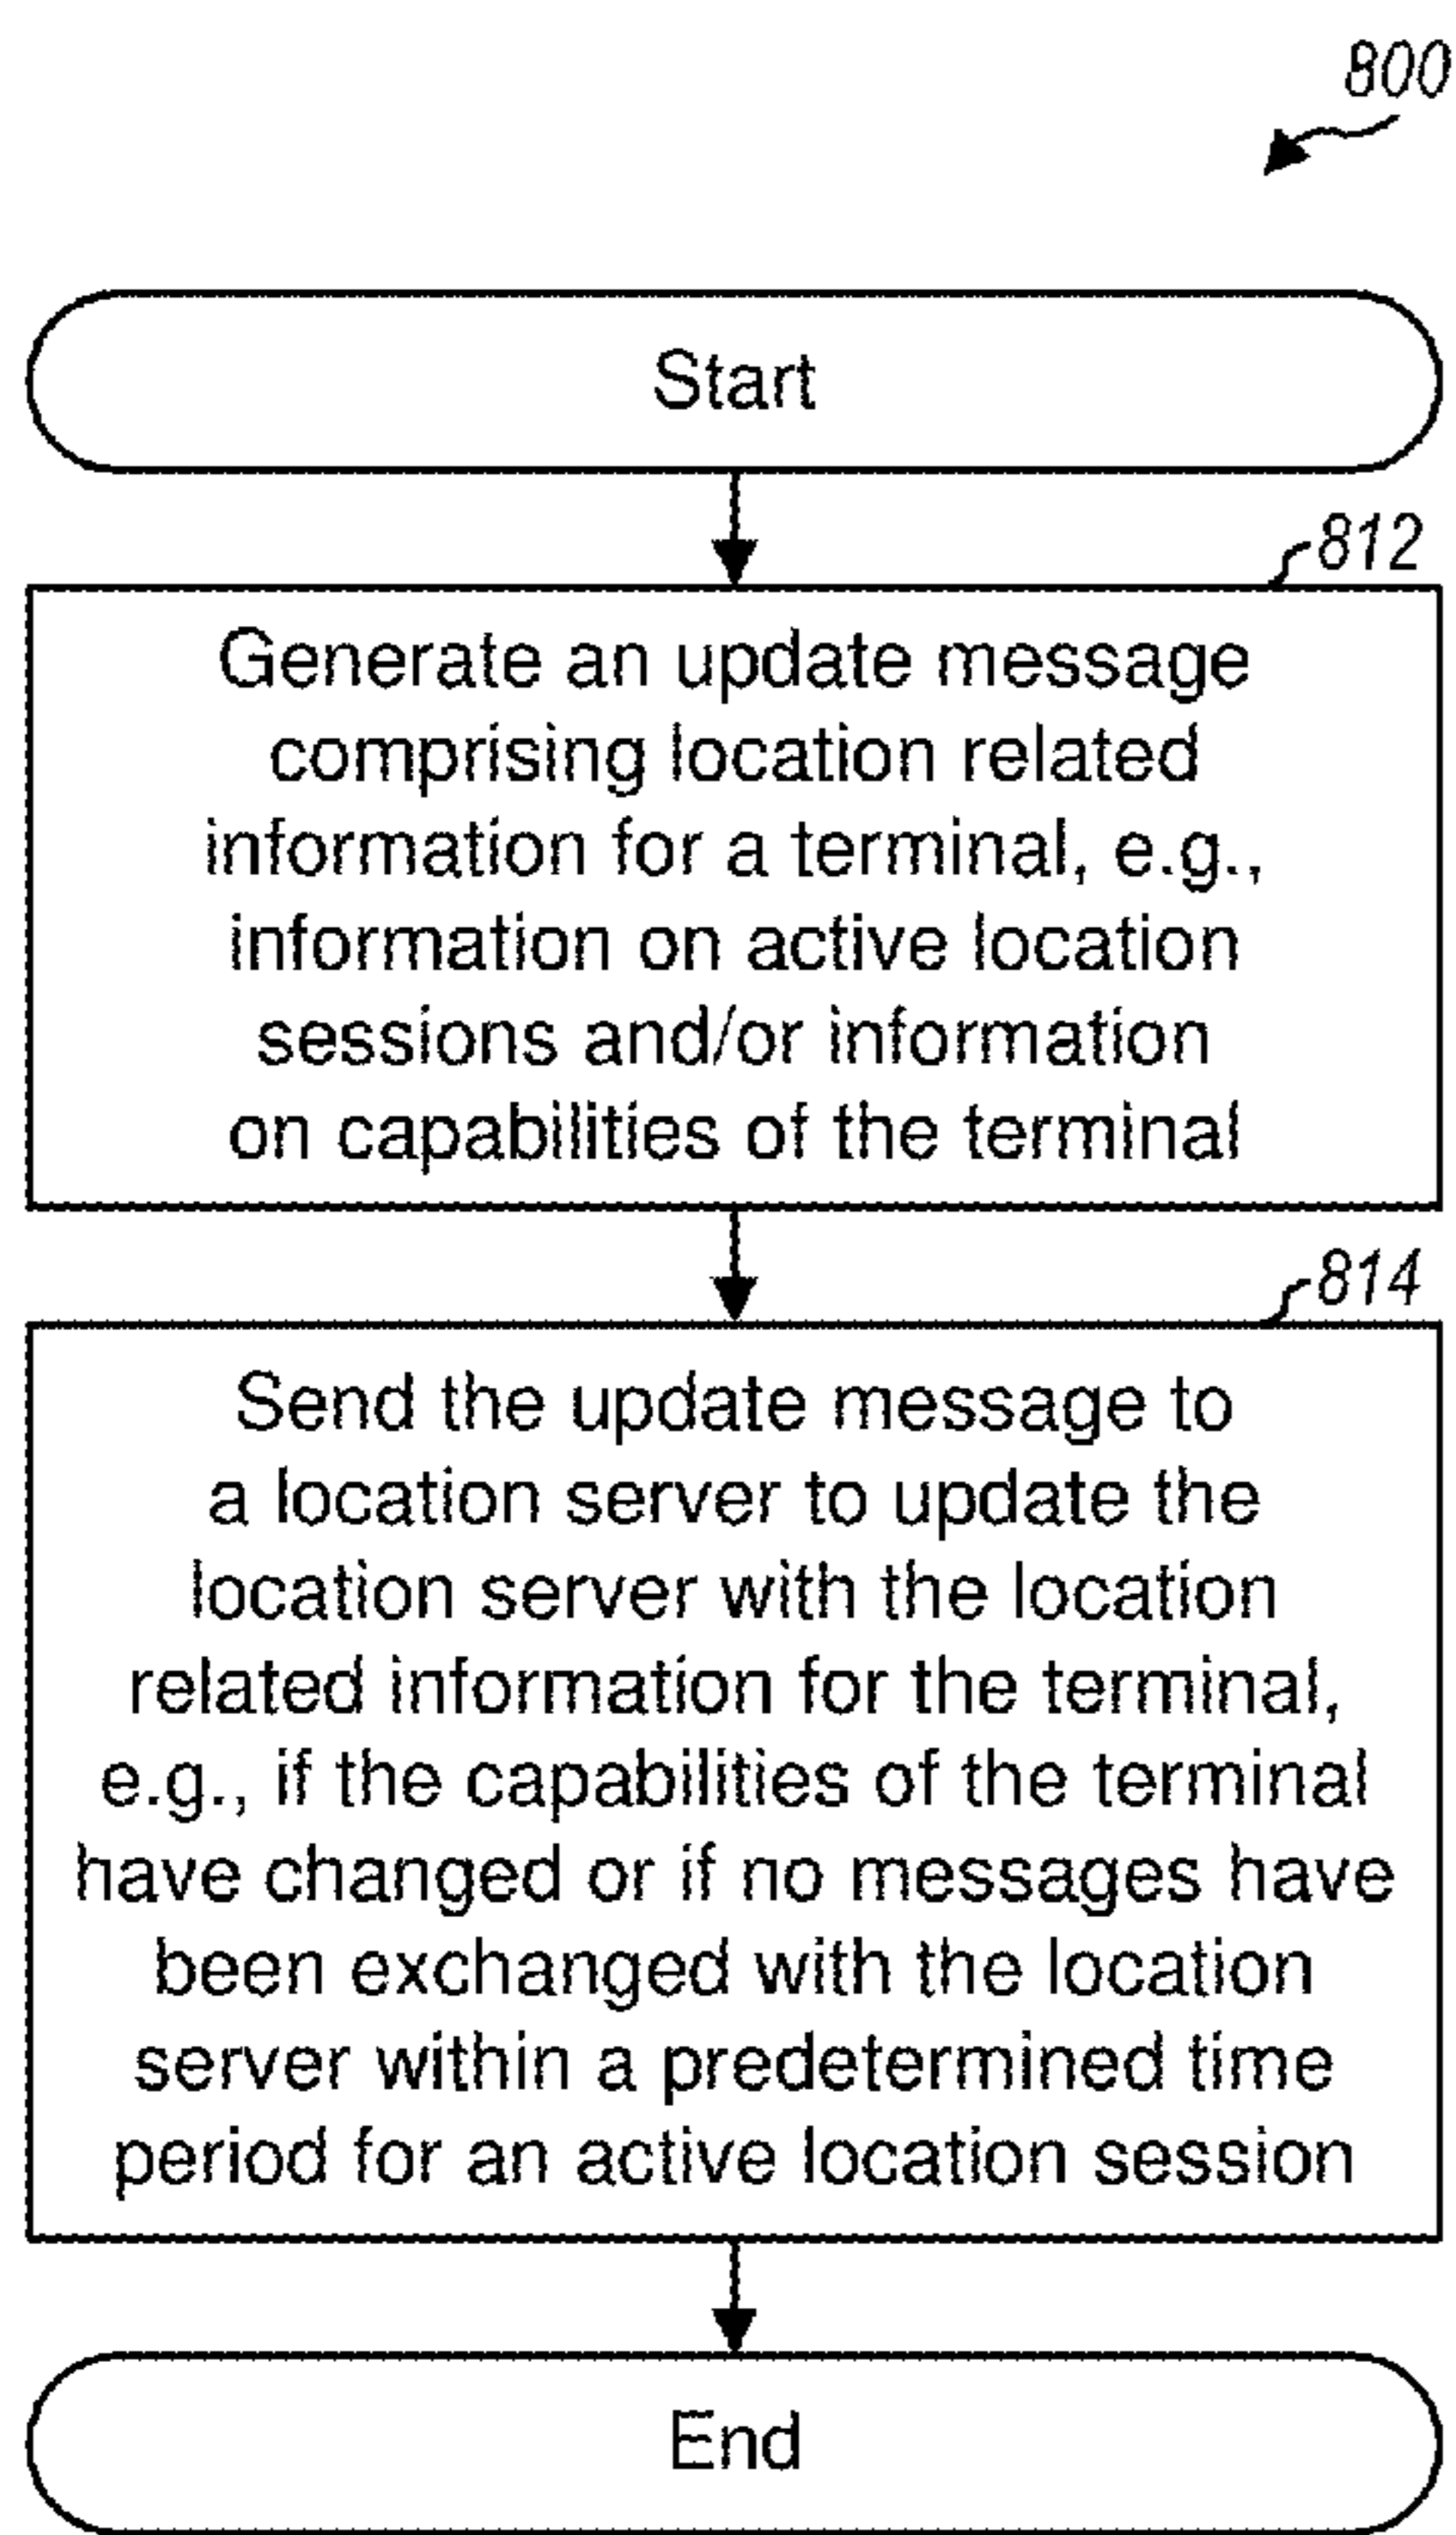 800
Start
812
Generate an update message
comprising location related
information for a terminal, e.g.,
information on active location
sessions and/or information
on capabilities of the terminal
814
Send the update message to
a location server to update the
location server with the location
related information for the terminal,
e.g., if the capabilities of the terminal
have changed or if no messages have
been exchanged with the location
server within a predetermined time
period for an active location session
End